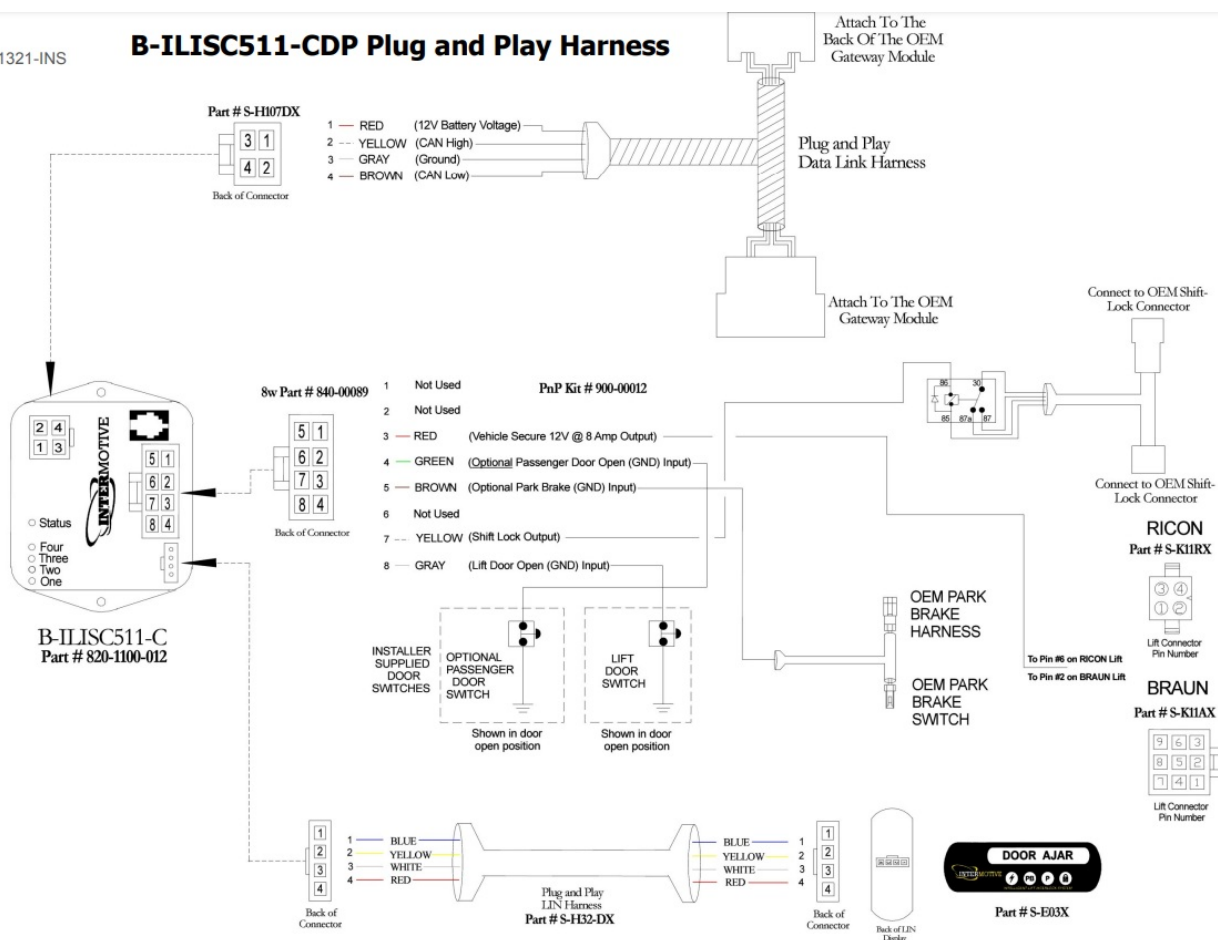 1321-INS
B-ILISC511-CDP Plug and Play Harness
Attach To The
Back Of The OEM
Gateway Module
Part # S-H107DX
3 1
4 2
Back of Connector
1 RED (12V Battery Voltage)
2 YELLOW (CAN High)
3 GRAY (Ground)
4 BROWN (CAN Low)
Plug and Play
Data Link Harness
Attach To The OEM
Gateway Module
Connect to OEM Shift-
Lock Connector
86 30
85 87a 87
Connect to OEM Shift-
Lock Connector
2 4
1 3
INTERMOTIVE
5 1
6 2
7 3
8 4
Status
Four
Three
Two
One
B-ILISC511-C
Part # 820-1100-012
8w Part # 840-00089
5 1
6 2
7 3
8 4
Back of Connector
PnP Kit # 900-00012
1 Not Used
2 Not Used
3 RED (Vehicle Secure 12V @ 8 Amp Output)
4 GREEN (Optional Passenger Door Open (GND) Input)
5 BROWN (Optional Park Brake (GND) Input)
6 Not Used
7 YELLOW (Shift Lock Output)
8 GRAY (Lift Door Open (GND) Input)
INSTALLER
SUPPLIED
DOOR
SWITCHES
OPTIONAL
PASSENGER
DOOR
SWITCH
Shown in door
open position
LIFT
DOOR
SWITCH
Shown in door
open position
OEM PARK
BRAKE
HARNESS
OEM PARK
BRAKE
SWITCH
To Pin #6 on RICON Lift
To Pin #2 on BRAUN Lift
RICON
Part # S-K11RX
3 4
1 2
Lift Connector
Pin Number
BRAUN
Part # S-K11AX
9 6 3
8 5 2
7 4 1
Lift Connector
Pin Number
1
2
3
4
Back of
Connector
1 BLUE
2 YELLOW
3 WHITE
4 RED
Plug and Play
LIN Harness
Part # S-H32-DX
BLUE 1
YELLOW 2
WHITE 3
RED 4
1
2
3
4
Back of
Connector
Back of LIN
Display
DOOR AJAR
INTERMOTIVE
PB P
Part # S-E03X